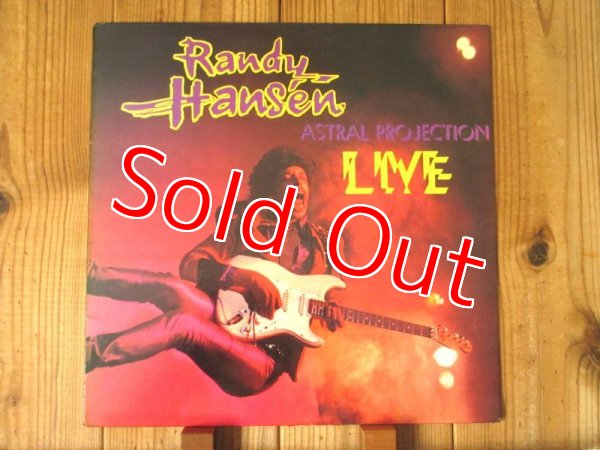 Randy
Hansen
ASTRAL PROJECTION
LIVE
Sold Out